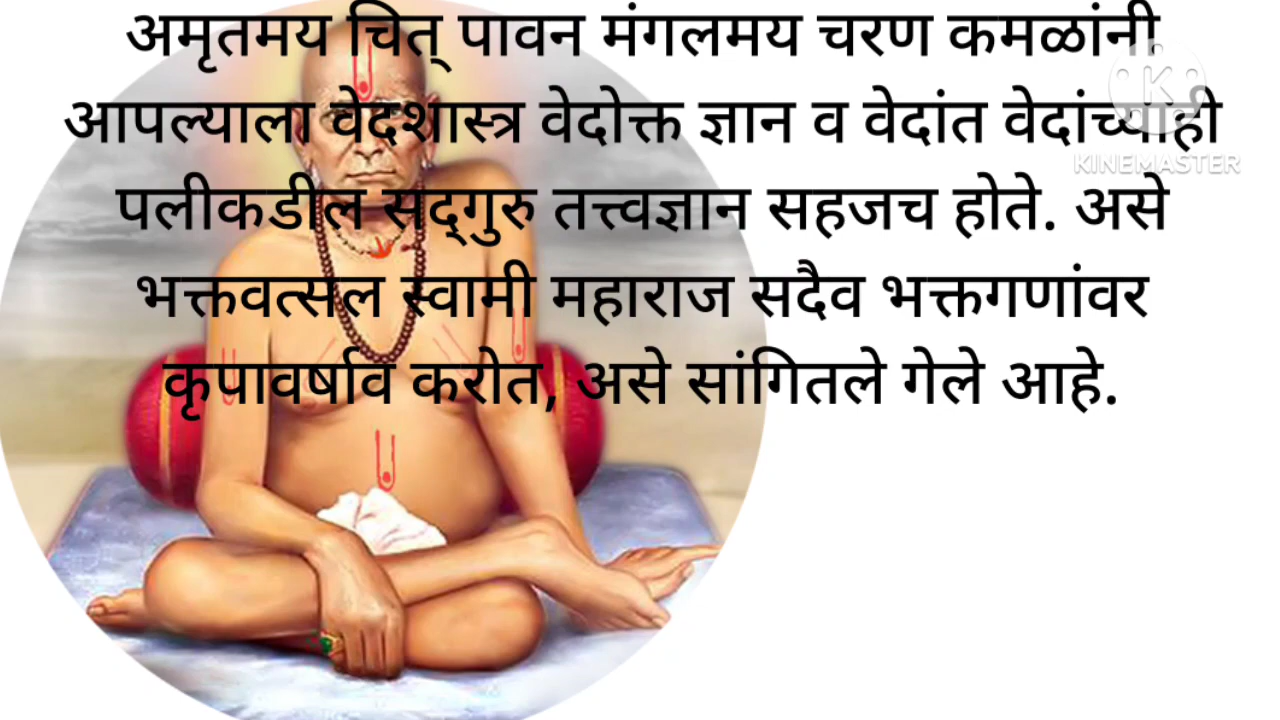 अमृतमय चित् पावन मंगलमय चरण कमळांनी
आपल्याला वेदशास्त्र वेदोक्त ज्ञान व वेदांत वेदांच्याही
पलीकडील सद्‌गुरु तत्त्वज्ञान सहजच होते. असे
भक्तवत्सल स्वामी महाराज सदैव भक्तगणांवर
कृपावर्षाव करोत, असे सांगितले गेले आहे.
K
KINEMASTER